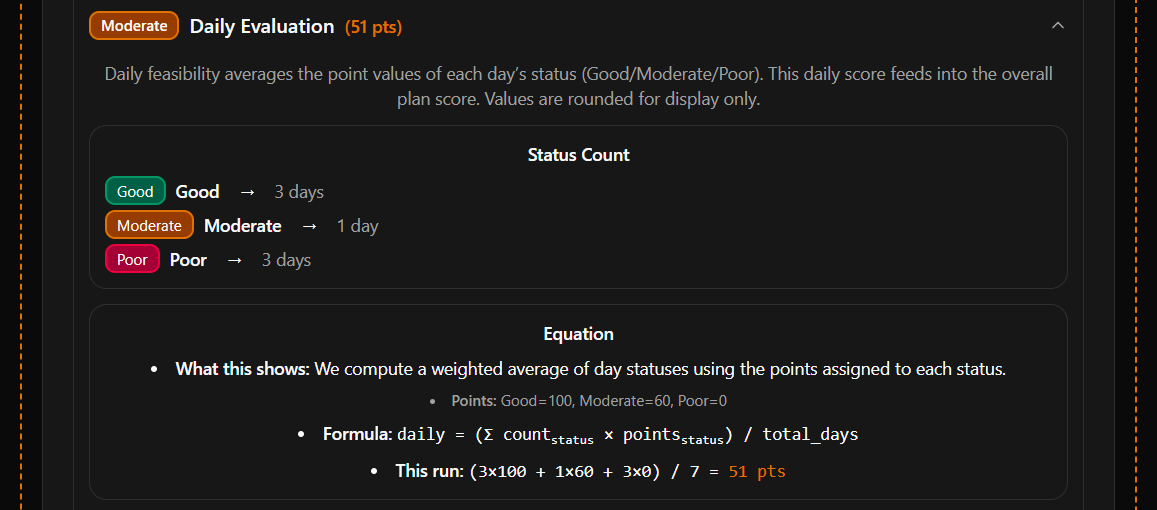 Moderate Daily Evaluation (51 pts)
Daily feasibility averages the point values of each day's status (Good/Moderate/Poor). This daily score feeds into the overall
plan score. Values are rounded for display only.
Status Count
Good Good → 3 days
Moderate Moderate → 1 day
Poor Poor → 3 days
Equation
• What this shows: We compute a weighted average of day statuses using the points assigned to each status.
• Points: Good=100, Moderate=60, Poor=0
• Formula: daily = (Σ count_status × points_status) / total_days
• This run: (3×100 + 1×60 + 3×0) / 7 = 51 pts